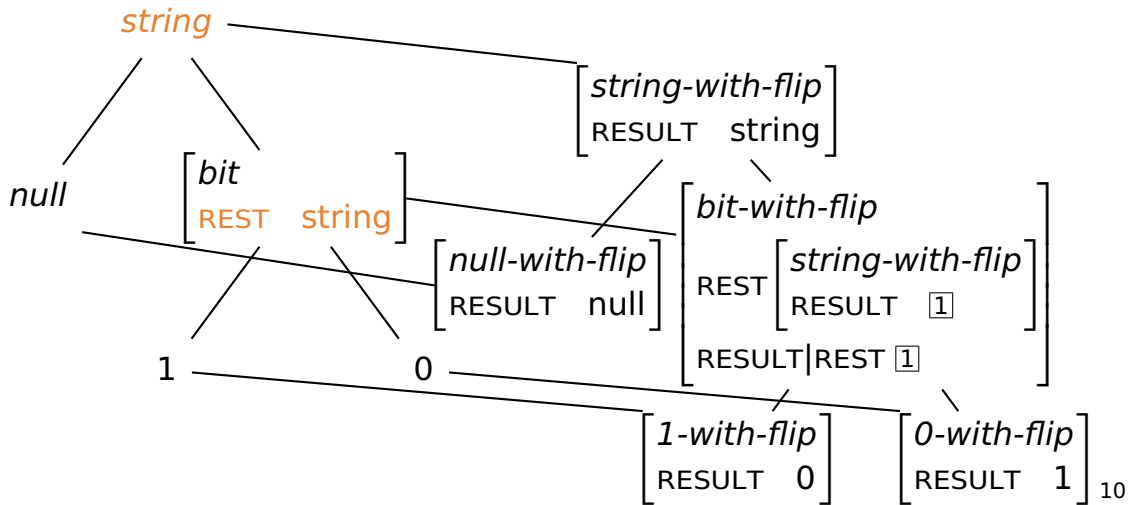 string
string-with-flip
RESULT string
null
bit
REST string
bit-with-flip
null-with-flip
RESULT null
REST
string-with-flip
RESULT 1
RESULT|REST 1
1
0
1-with-flip
RESULT 0
0-with-flip
RESULT 1
10